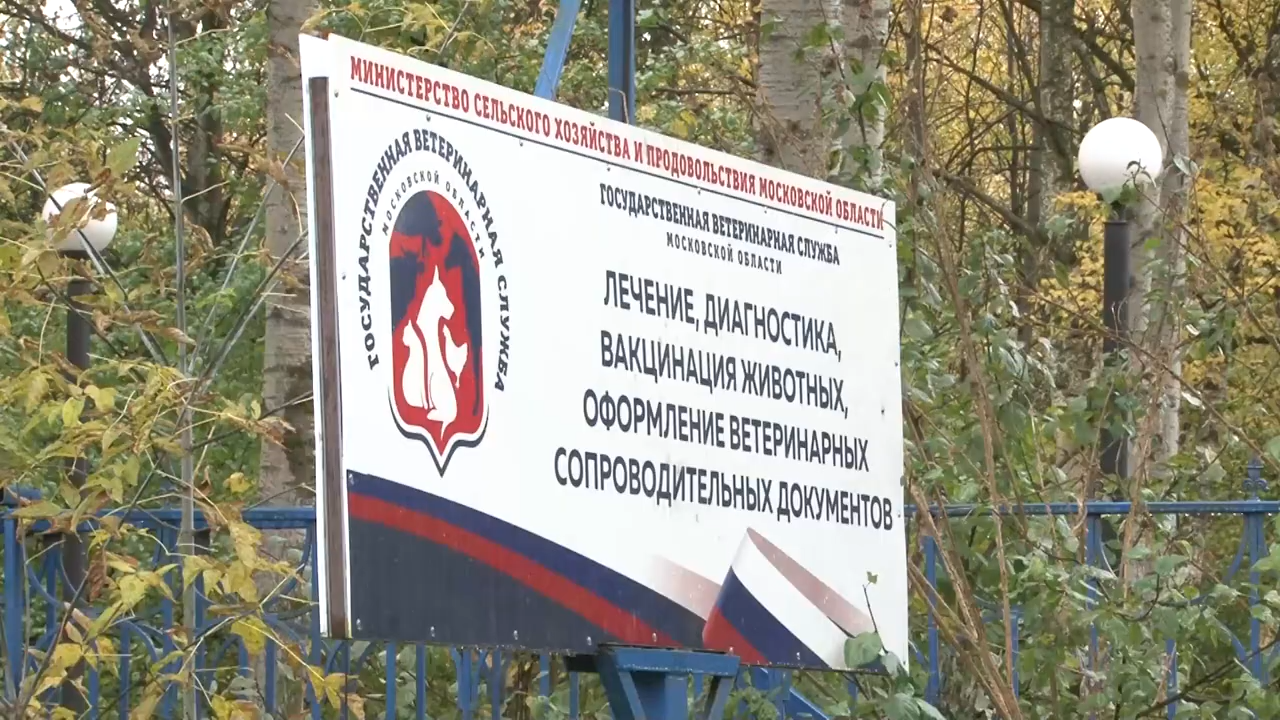 МИНИСТЕРСТВО СЕЛЬСКОГО ХОЗЯЙСТВА И ПРОДОВОЛЬСТВИЯ МОСКОВСКОЙ ОБЛАСТИ
ГОСУДАРСТВЕННАЯ ВЕТЕРИНАРНАЯ СЛУЖБА
МОСКОВСКОЙ ОБЛАСТИ
ГОСУДАРСТВЕННАЯ ВЕТЕРИНАРНАЯ СЛУЖБА
МОСКОВСКОЙ ОБЛАСТИ
ЛЕЧЕНИЕ, ДИАГНОСТИКА,
ВАКЦИНАЦИЯ ЖИВОТНЫХ,
ОФОРМЛЕНИЕ ВЕТЕРИНАРНЫХ
СОПРОВОДИТЕЛЬНЫХ ДОКУМЕНТОВ